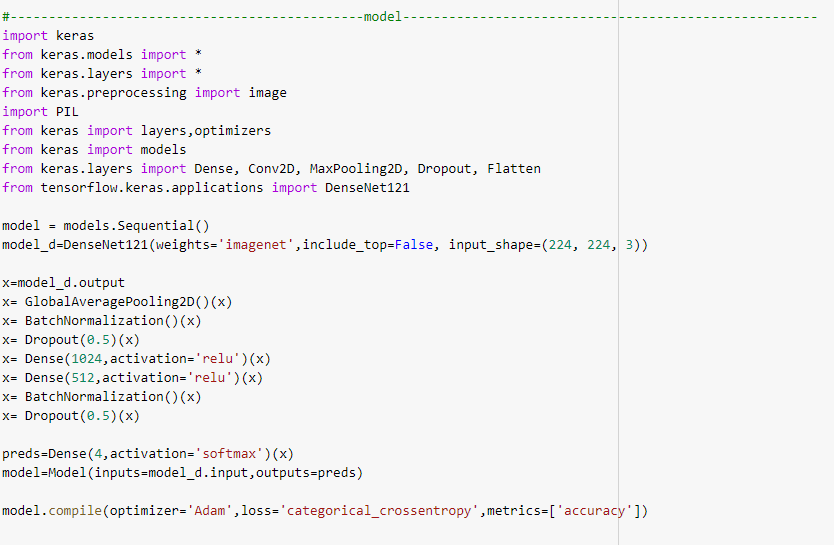 #----------------------------------------------model------------------------------------------------------
import keras
from keras.models import *
from keras.layers import *
from keras.preprocessing import image
import PIL
from keras import layers,optimizers
from keras import models
from keras.layers import Dense, Conv2D, MaxPooling2D, Dropout, Flatten
from tensorflow.keras.applications import DenseNet121
model = models.Sequential()
model_d=DenseNet121(weights='imagenet',include_top=False, input_shape=(224, 224, 3))
x=model_d.output
x= GlobalAveragePooling2D()(x)
x= BatchNormalization()(x)
x= Dropout(0.5)(x)
x= Dense(1024,activation='relu')(x)
x= Dense(512,activation='relu')(x)
x= BatchNormalization()(x)
x= Dropout(0.5)(x)
preds=Dense(4,activation='softmax')(x)
model=Model(inputs=model_d.input,outputs=preds)
model.compile(optimizer='Adam',loss='categorical_crossentropy',metrics=['accuracy'])